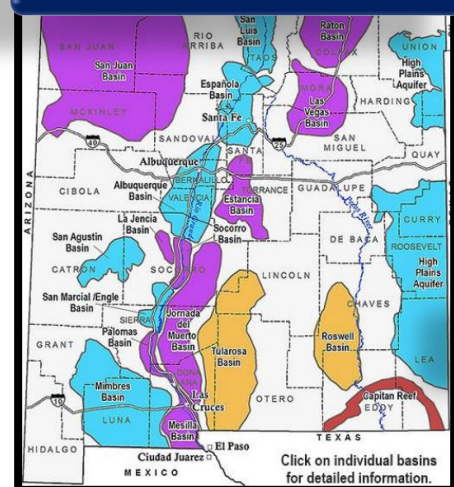 San
Luis
Basin
Raton
Basin
SAN JUAN
RIO
ARRIBA
TAOS
COLFAX
UNION
San Juan
Basin
High
Plains
Aquifer
Española
Basin
MORA
HARDING
Las
Vegas
Basin
MCKINLEY
Santa Fe
SANDOVAL
SANTA
FE
SAN
MIGUEL
40
25
QUAY
Albuquerque
BERNALILLO
ARIZONA
CIBOLA
Albuquerque
Basin
VALENCIA
TORRANCE
GUADALUPE
Estancia
Basin
Rio Grande
Pecos River
CURRY
La Jencia
Basin
Socorro
Basin
DE BACA
ROOSEVELT
San Agustin
Basin
High
Plains
Aquifer
CATRON
SOCORRO
LINCOLN
San Marcial /Engle
Basin
CHAVES
SIERRA
Jornada
del
Muerto
Basin
Palomas
Basin
GRANT
Tularosa
Basin
Roswell
Basin
LEA
DONA
ANA
Mimbres
Basin
Las
Cruces
OTERO
Capitan Reef
EDDY
10
LUNA
Mesilla
Basin
TEXAS
HIDALGO
El Paso
Ciudad Juarez
MEXICO
Click on individual basins
for detailed information.